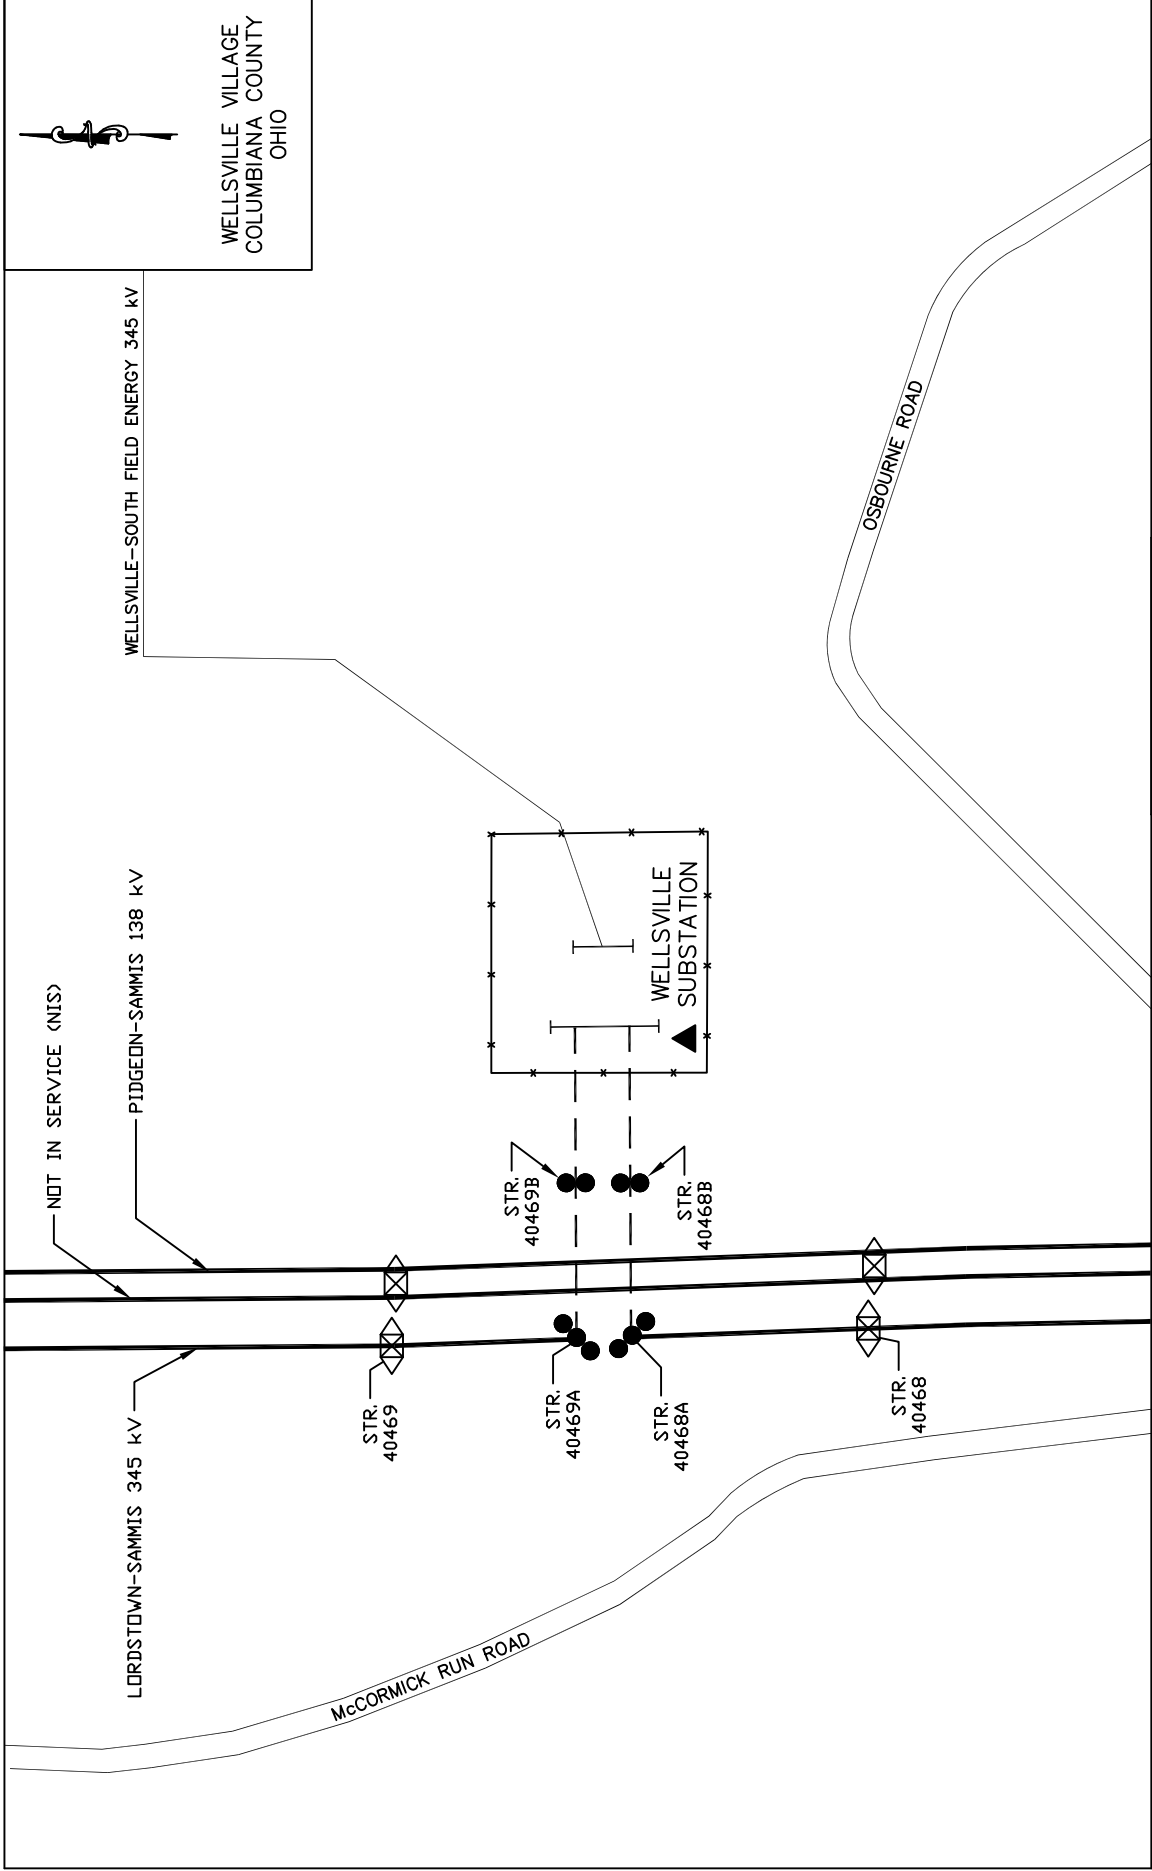 WELLSVILLE VILLAGE
COLUMBIANA COUNTY
OHIO
WELLSVILLE-SOUTH FIELD ENERGY 345 kV
NOT IN SERVICE (NIS)
PIDGEON-SAMMIS 138 kV
LORDSTOWN-SAMMIS 345 kV
STR.
40469
STR.
40469B
STR.
40469A
STR.
40468B
STR.
40468A
STR.
40468
WELLSVILLE
SUBSTATION
OSBOURNE ROAD
McCORMICK RUN ROAD